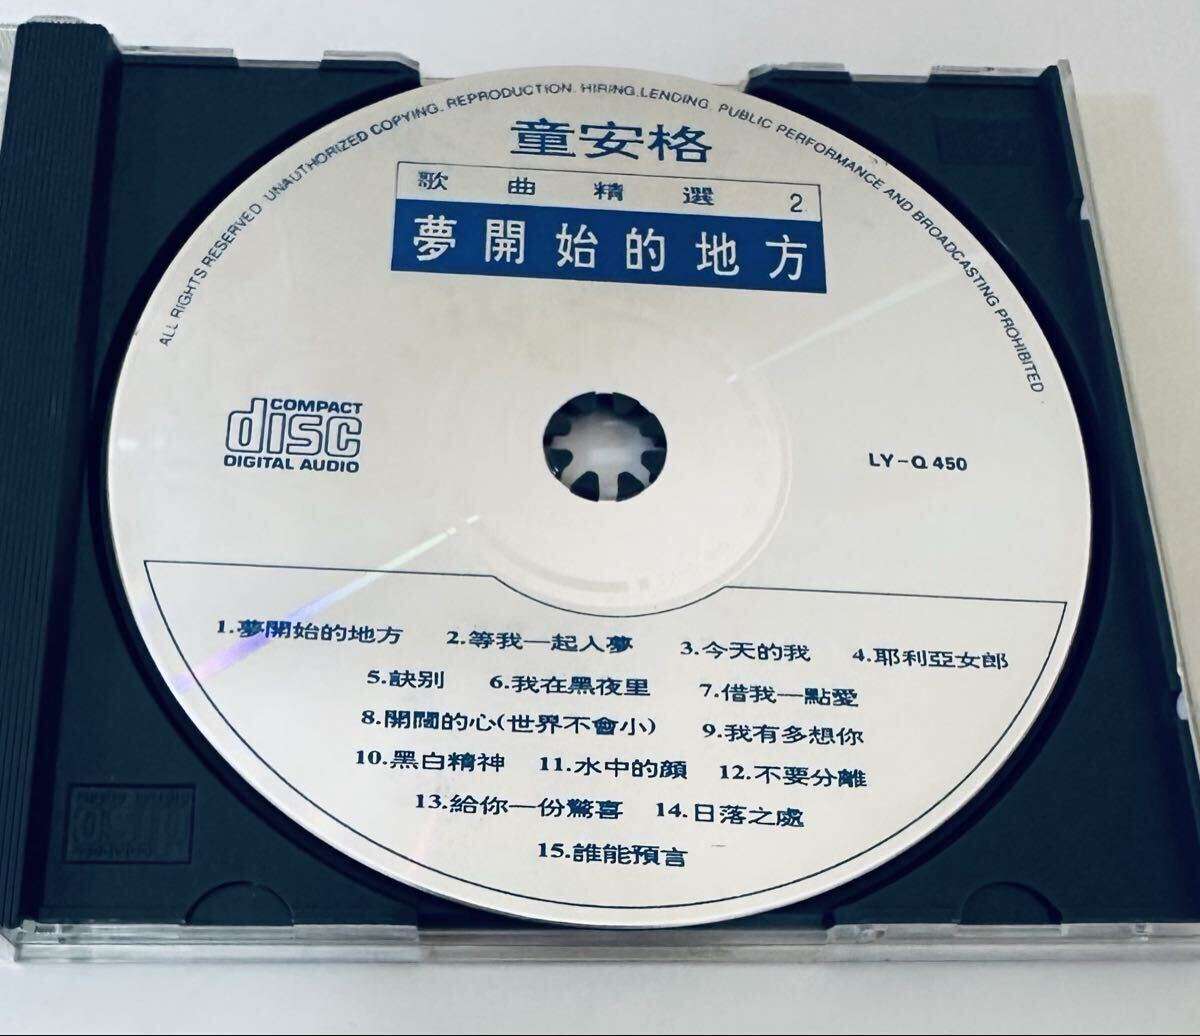 ALL RIGHTS RESERVED. UNAUTHORIZED COPYING. REPRODUCTION. HIRING. LENDING. PUBLIC PERFORMANCE AND BROADCASTING PROHIBITED
童安格
歌曲精選 2
夢開始的地方
COMPACT
disc
DIGITAL AUDIO
LY-Q 450
1.夢開始的地方 2.等我一起入夢 3.今天的我 4.耶利亞女郎
5.訣別 6.我在黑夜里 7.借我一點愛
8.開闊的心(世界不會小) 9.我有多想你
10.黑白精神 11.水中的顏 12.不要分離
13.給你一份驚喜 14.日落之處
15.誰能預言